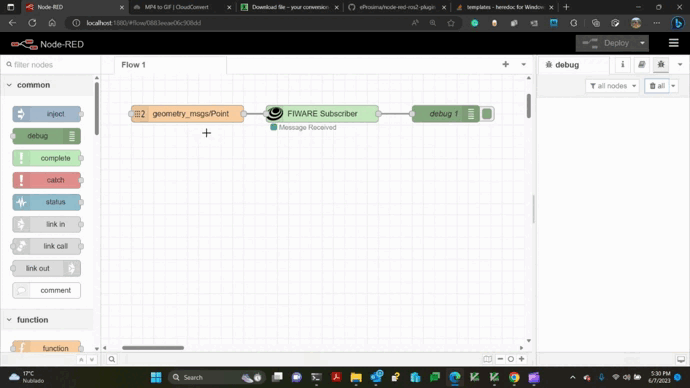 Node-RED
MP4 to GIF | CloudConvert
Download file – your conversion
eProsima/node-red-ros2-plugin
templates - heredoc for Window
localhost:1880/#flow/0883eeae06c908dd
Node-RED
Deploy
filter nodes
Flow 1
debug
all nodes
all
common
inject
debug
complete
catch
status
link in
link call
link out
comment
function
function
geometry_msgs/Point
FIWARE Subscriber
Message Received
debug 1
17°C
Nublado
Search
5:30 PM
6/7/2023